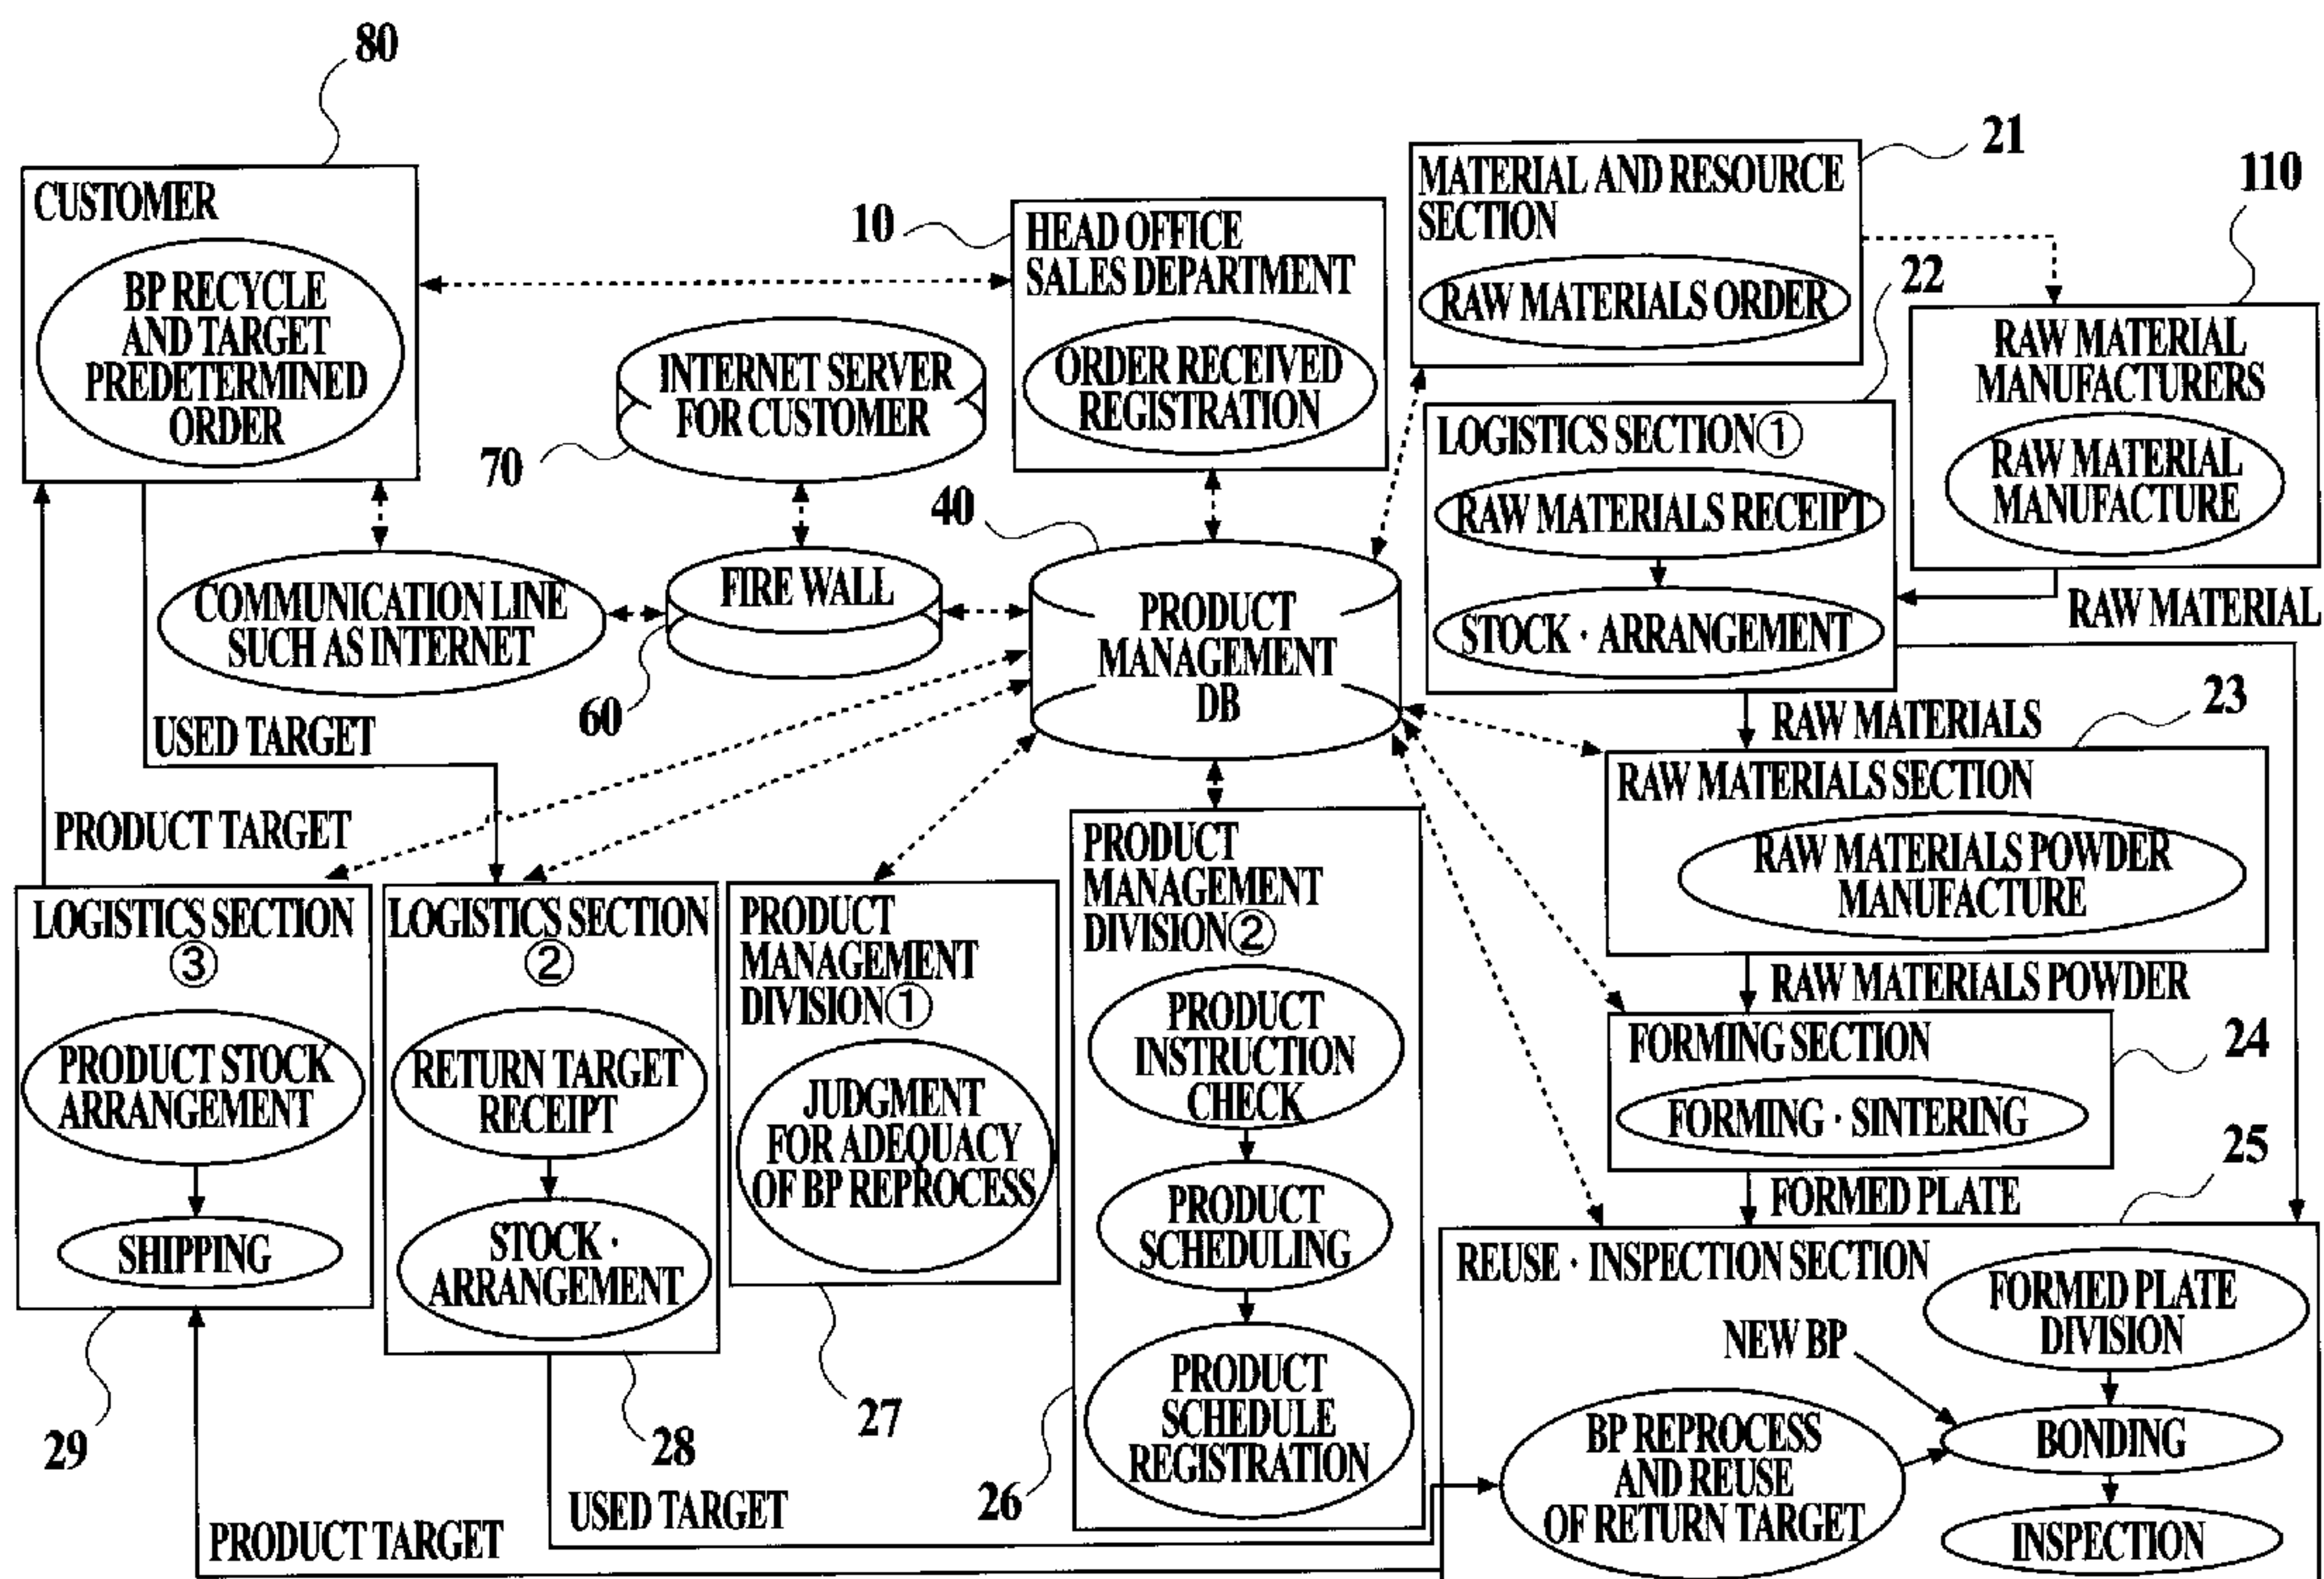 80
CUSTOMER
BP RECYCLE
AND TARGET
PREDETERMINED
ORDER
10
HEAD OFFICE
SALES DEPARTMENT
ORDER RECEIVED
REGISTRATION
INTERNET SERVER
FOR CUSTOMER
70
21
MATERIAL AND RESOURCE
SECTION
RAW MATERIALS ORDER
110
RAW MATERIAL
MANUFACTURERS
RAW MATERIAL
MANUFACTURE
22
LOGISTICS SECTION①
RAW MATERIALS RECEIPT
STOCK · ARRANGEMENT
RAW MATERIAL
COMMUNICATION LINE
SUCH AS INTERNET
FIRE WALL
60
40
PRODUCT
MANAGEMENT
DB
USED TARGET
PRODUCT TARGET
RAW MATERIALS
23
RAW MATERIALS SECTION
RAW MATERIALS POWDER
MANUFACTURE
RAW MATERIALS POWDER
24
FORMING SECTION
FORMING · SINTERING
FORMED PLATE
25
LOGISTICS SECTION
③
PRODUCT STOCK
ARRANGEMENT
SHIPPING
29
LOGISTICS SECTION
②
RETURN TARGET
RECEIPT
STOCK ·
ARRANGEMENT
28
PRODUCT
MANAGEMENT
DIVISION①
JUDGMENT
FOR ADEQUACY
OF BP REPROCESS
27
PRODUCT
MANAGEMENT
DIVISION②
PRODUCT
INSTRUCTION
CHECK
PRODUCT
SCHEDULING
PRODUCT
SCHEDULE
REGISTRATION
26
REUSE · INSPECTION SECTION
FORMED PLATE
DIVISION
NEW BP
BONDING
BP REPROCESS
AND REUSE
OF RETURN TARGET
INSPECTION
USED TARGET
PRODUCT TARGET